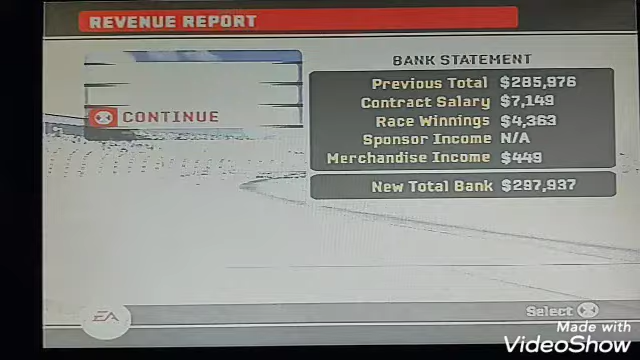 REVENUE REPORT
BANK STATEMENT
Previous Total $285,976
Contract Salary $7,149
CONTINUE
Race Winnings $4,363
Sponsor Income N/A
Merchandise Income $449
New Total Bank $297,937
EA
Select
Made with
VideoShow